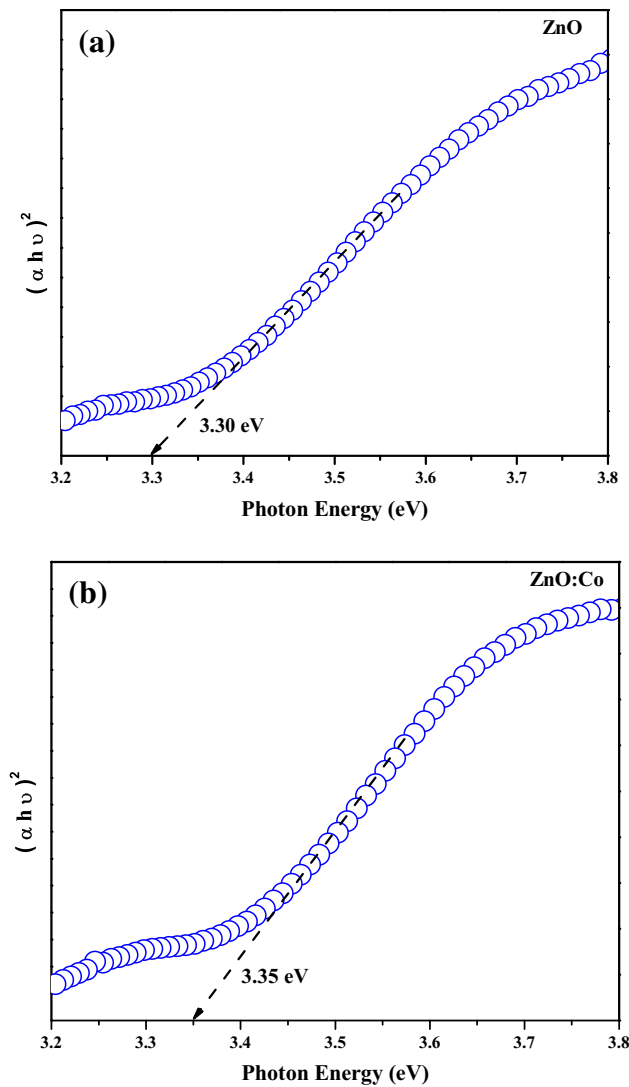 (a)
ZnO
( α h υ )²
3.30 eV
3.2 3.3 3.4 3.5 3.6 3.7 3.8
Photon Energy (eV)
(b)
ZnO:Co
( α h υ )²
3.35 eV
3.2 3.3 3.4 3.5 3.6 3.7 3.8
Photon Energy (eV)